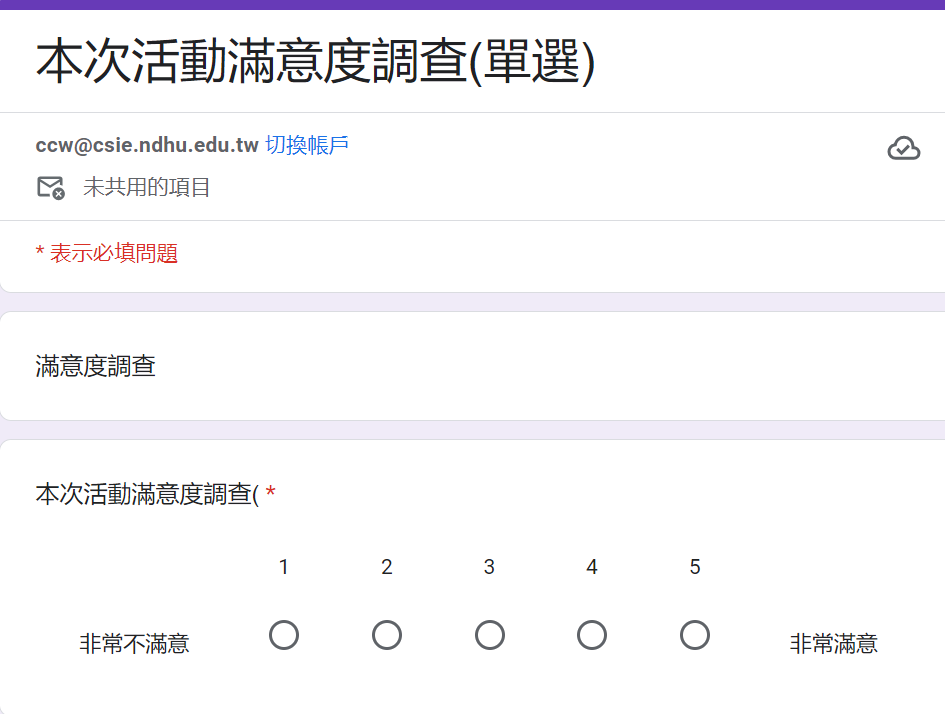 本次活動滿意度調查(單選)
ccw@csie.ndhu.edu.tw 切換帳戶
未共用的項目
* 表示必填問題
滿意度調查
本次活動滿意度調查( *
1 2 3 4 5
非常不滿意 非常滿意